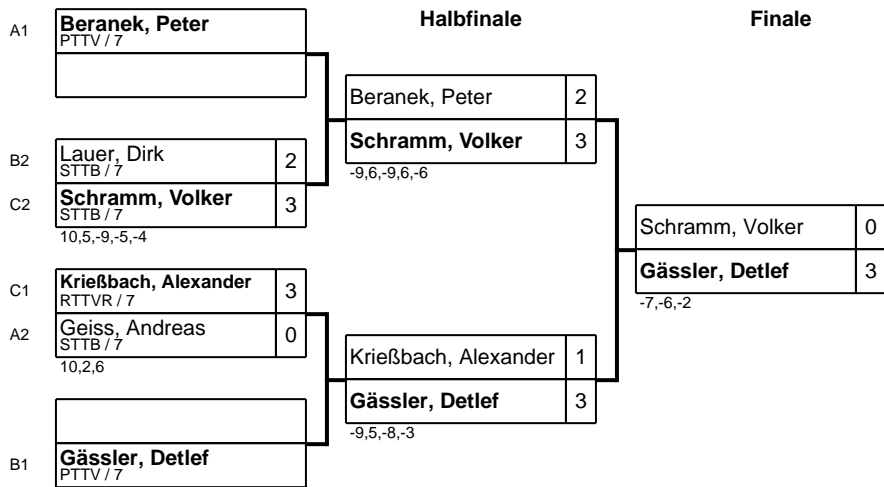 Halbfinale
Finale
A1
Beranek, Peter
PTTV / 7
B2
Lauer, Dirk
STTB / 7
2
C2
Schramm, Volker
STTB / 7
3
10,5,-9,-5,-4
C1
Krießbach, Alexander
RTTVR / 7
3
A2
Geiss, Andreas
STTB / 7
0
10,2,6
B1
Gässler, Detlef
PTTV / 7
Beranek, Peter 2
Schramm, Volker 3
-9,6,-9,6,-6
Krießbach, Alexander 1
Gässler, Detlef 3
-9,5,-8,-3
Schramm, Volker 0
Gässler, Detlef 3
-7,-6,-2